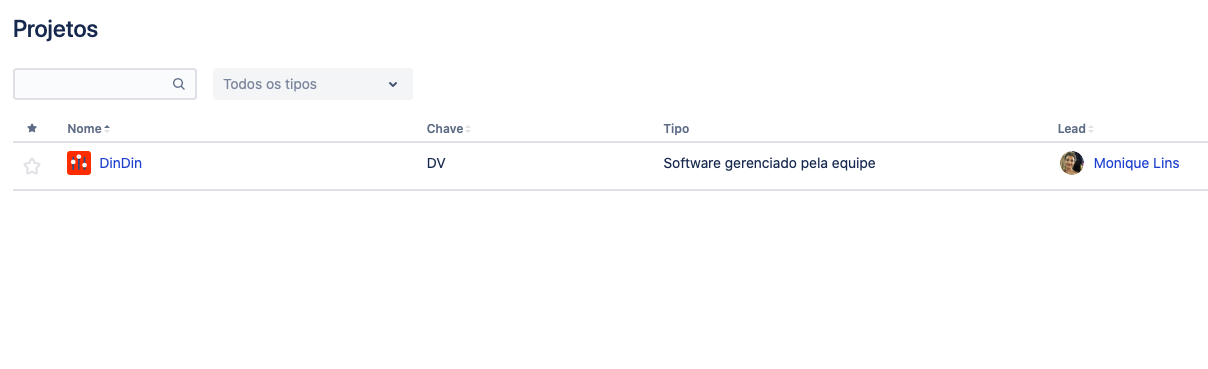 Projetos
Todos os tipos
Nome Chave Tipo Lead
DinDin DV Software gerenciado pela equipe Monique Lins